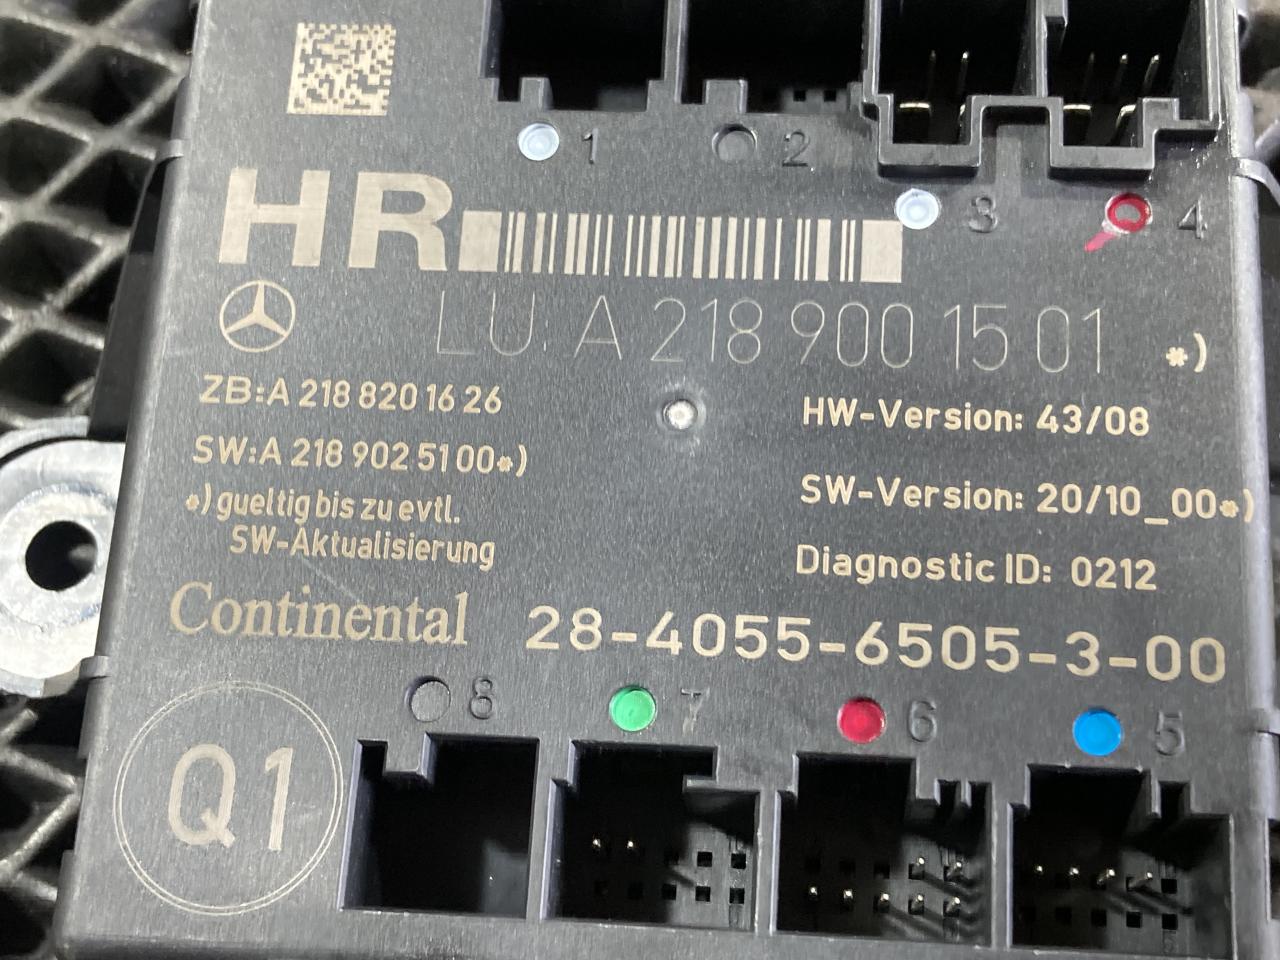 1 2
3 4
HR
LU: A 218 900 15 01 *)
ZB:A 218 820 16 26
HW-Version: 43/08
SW:A 218 902 51 00*)
SW-Version: 20/10_00*)
*)gueltig bis zu evtl.
SW-Aktualisierung
Diagnostic ID: 0212
Continental 28-4055-6505-3-00
8 7 6 5
Q1